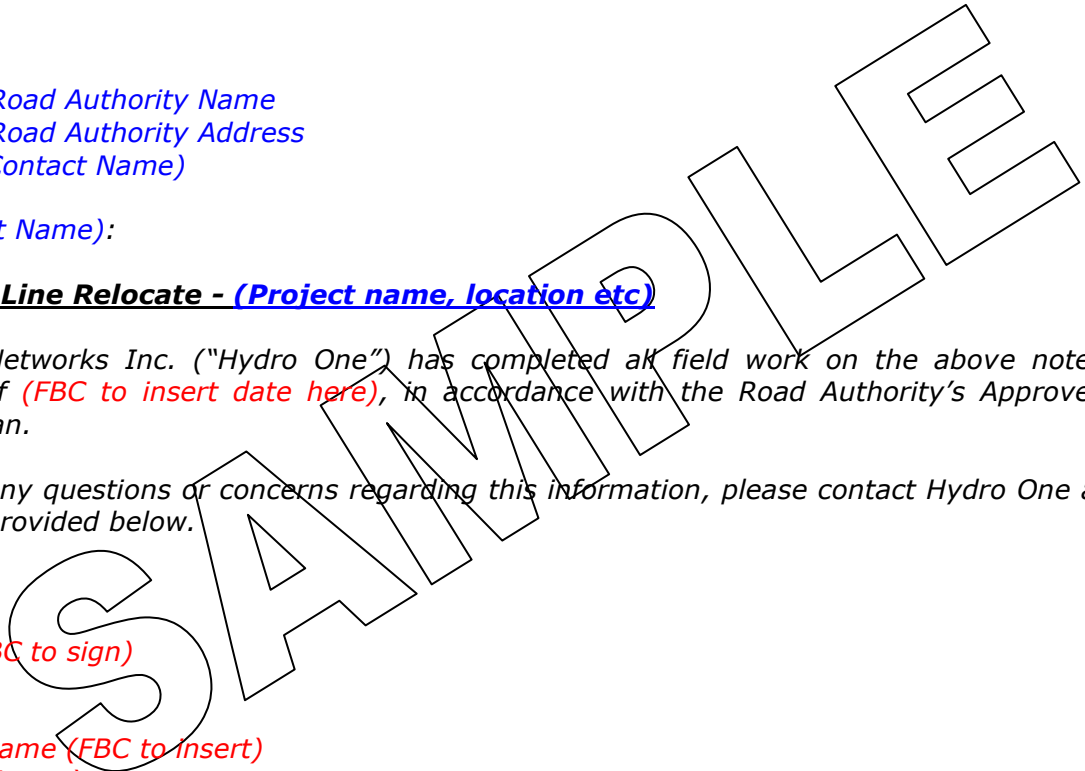 Road Authority Name
Road Authority Address
Contact Name)
t Name):
Line Relocate - (Project name, location etc)
Networks Inc. (“Hydro One”) has completed all field work on the above note
f (FBC to insert date here), in accordance with the Road Authority’s Approve
an.
ny questions or concerns regarding this information, please contact Hydro One a
rovided below.
BC to sign)
ame (FBC to insert)
SAMPLE